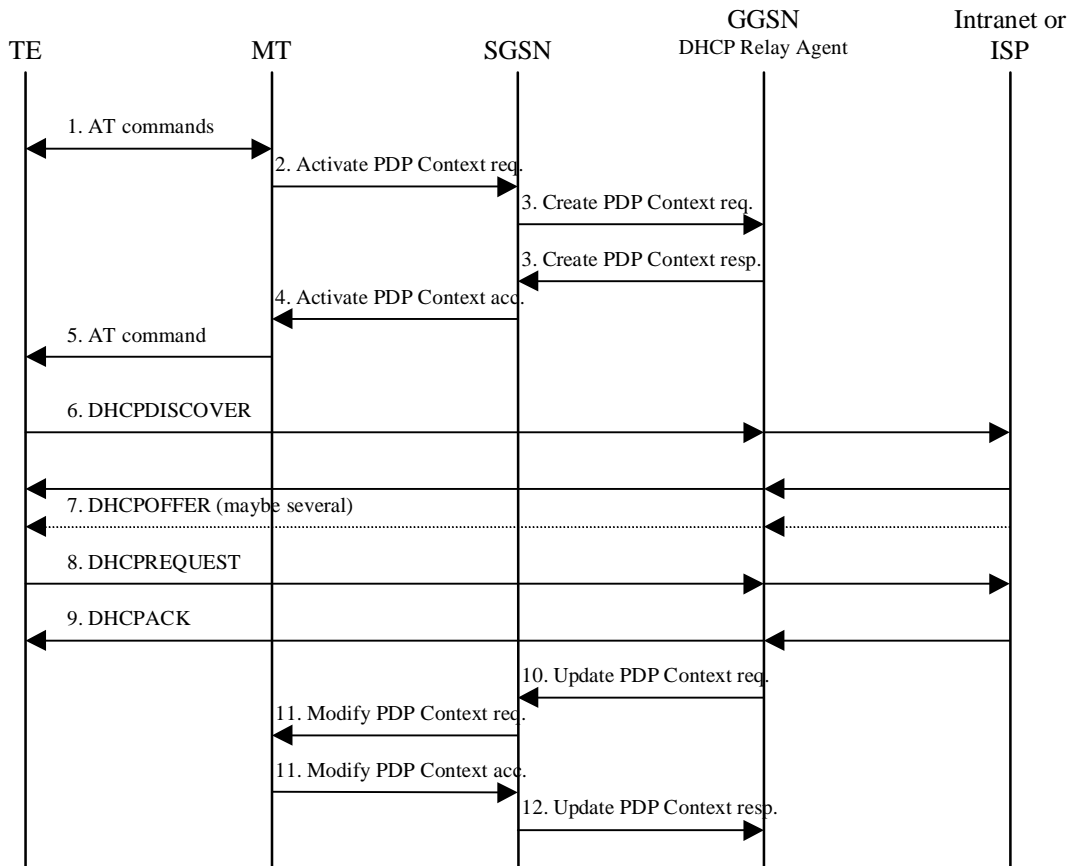 GGSN
Intranet or
TE
MT
SGSN
DHCP Relay Agent
ISP
1. AT commands
2. Activate PDP Context req.
3. Create PDP Context req.
3. Create PDP Context resp.
4. Activate PDP Context acc.
5. AT command
6. DHCPDISCOVER
7. DHCPOFFER (maybe several)
8. DHCPREQUEST
9. DHCPACK
10. Update PDP Context req.
11. Modify PDP Context req.
11. Modify PDP Context acc.
12. Update PDP Context resp.